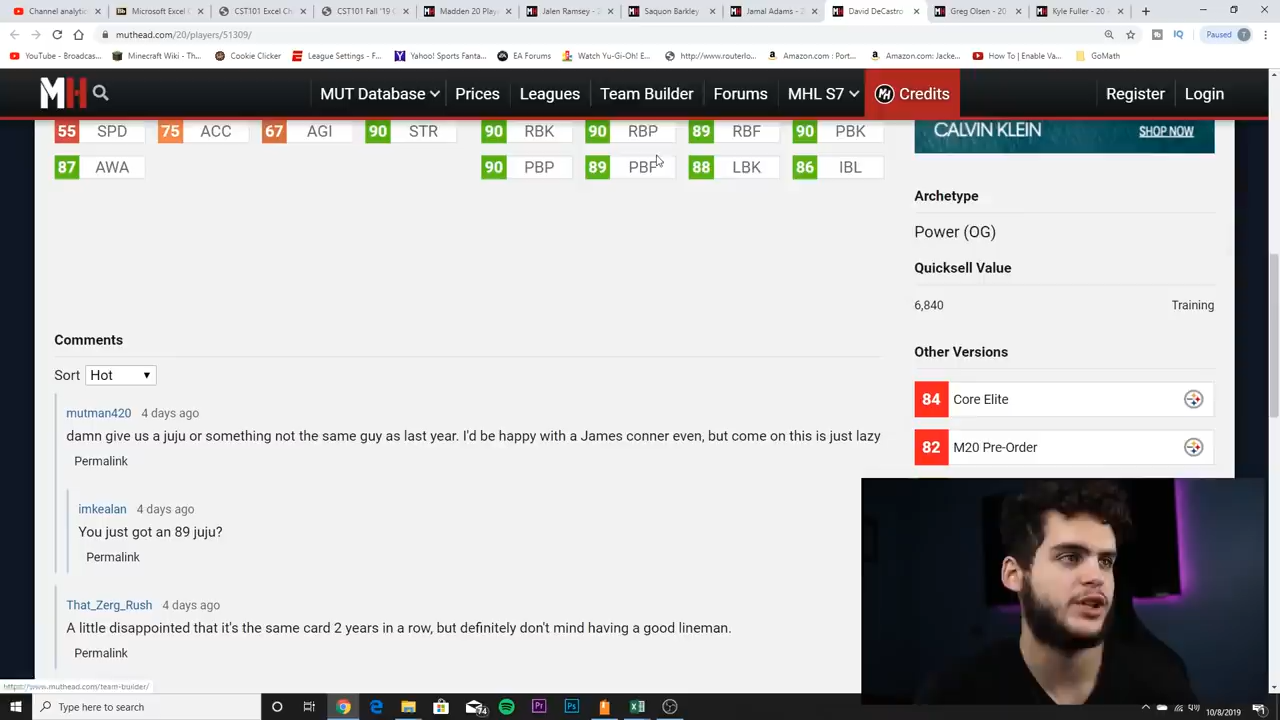 Channel analytic
Microsoft Excel C
CST101 Excel Ch
CST101 Fall '19 C
Madden 20 Playe
Jalen Ramsey - 2
Saquon Barkley
Jamal Adams - 2
David DeCastro
Greg Olsen - 20
Kyle Fuller - 20
muthead.com/20/players/51309/
Paused
T
YouTube - Broadcas...
Minecraft Wiki - Th...
Cookie Clicker
League Settings - F...
Yahoo! Sports Fanta...
EA Forums
Watch Yu-Gi-Oh! E...
http://www.routerlo...
Amazon.com : Port...
Amazon.com: Jacke...
How To | Enable Va...
GoMath
MH
MUT Database
Prices
Leagues
Team Builder
Forums
MHL S7
Credits
Register
Login
55 SPD 75 ACC 67 AGI 90 STR 90 RBK 90 RBP 89 RBF 90 PBK
87 AWA 90 PBP 89 PBF 88 LBK 86 IBL
CALVIN KLEIN
SHOP NOW
Archetype
Power (OG)
Quicksell Value
6,840 Training
Other Versions
84 Core Elite
82 M20 Pre-Order
Comments
Sort Hot
mutman420 4 days ago
damn give us a juju or something not the same guy as last year. I'd be happy with a James conner even, but come on this is just lazy
Permalink
imkealan 4 days ago
You just got an 89 juju?
Permalink
That_Zerg_Rush 4 days ago
A little disappointed that it's the same card 2 years in a row, but definitely don't mind having a good lineman.
Permalink
https://www.muthead.com/team-builder/
Type here to search
10/8/2019